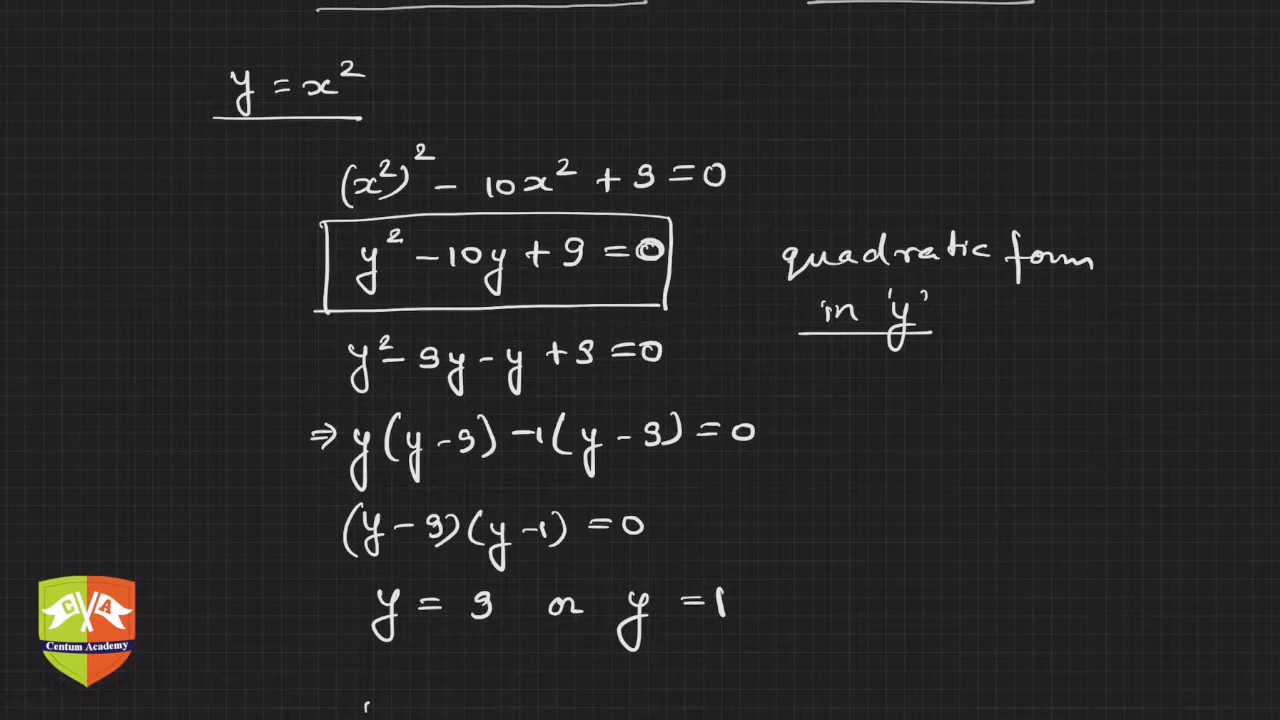 y = x²
(x²)² - 10x² + 9 = 0
y² - 10y + 9 = 0
quadratic form
in 'y'
y² - 9y - y + 9 = 0
⇒ y(y - 9) - 1(y - 9) = 0
(y - 9)(y - 1) = 0
y = 9 or y = 1
CA
Centum Academy